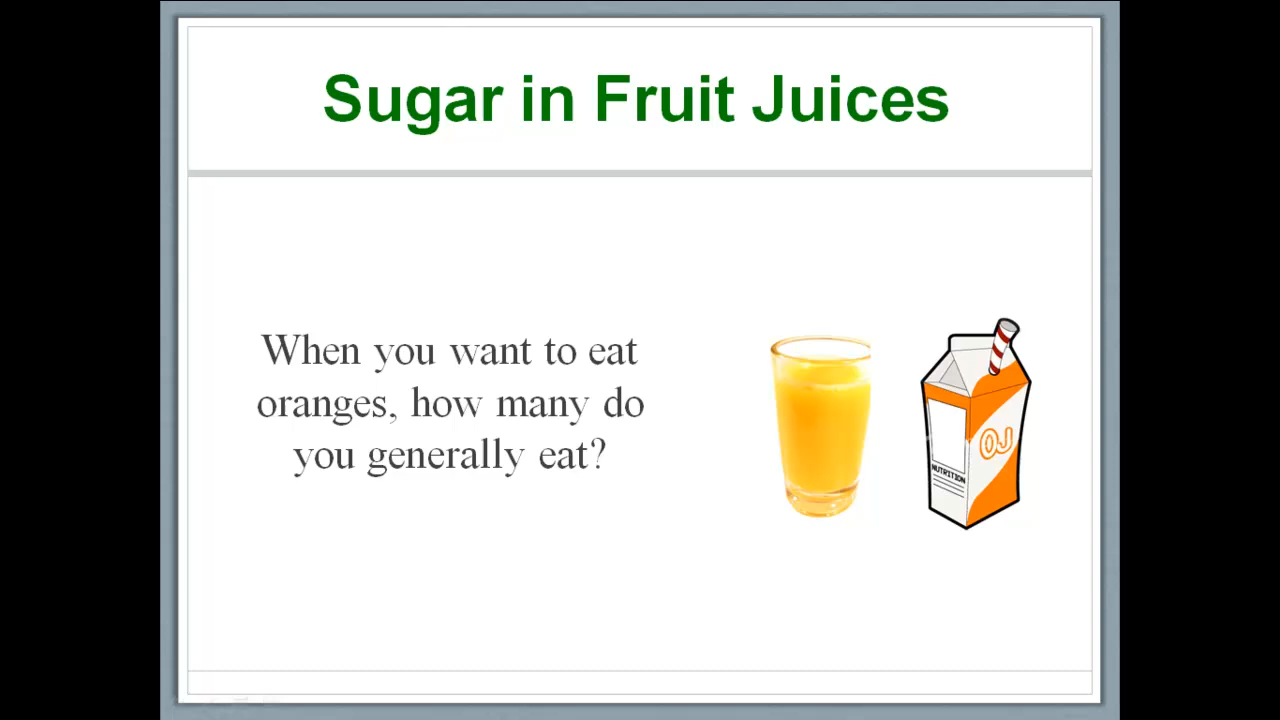 Sugar in Fruit Juices
When you want to eat
oranges, how many do
you generally eat?
OJ
NUTRITION